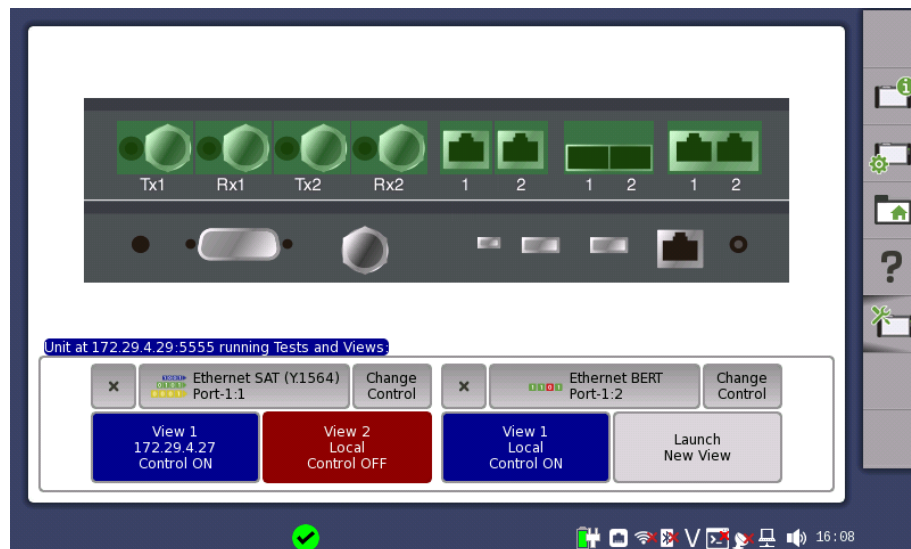 Tx1 Rx1 Tx2 Rx2 1 2 1 2 1 2
Unit at 172.29.4.29:5555 running Tests and Views:
Ethernet SAT (Y.1564)
Port-1:1
Change
Control
Ethernet BERT
Port-1:2
Change
Control
View 1
172.29.4.27
Control ON
View 2
Local
Control OFF
View 1
Local
Control ON
Launch
New View
16:08